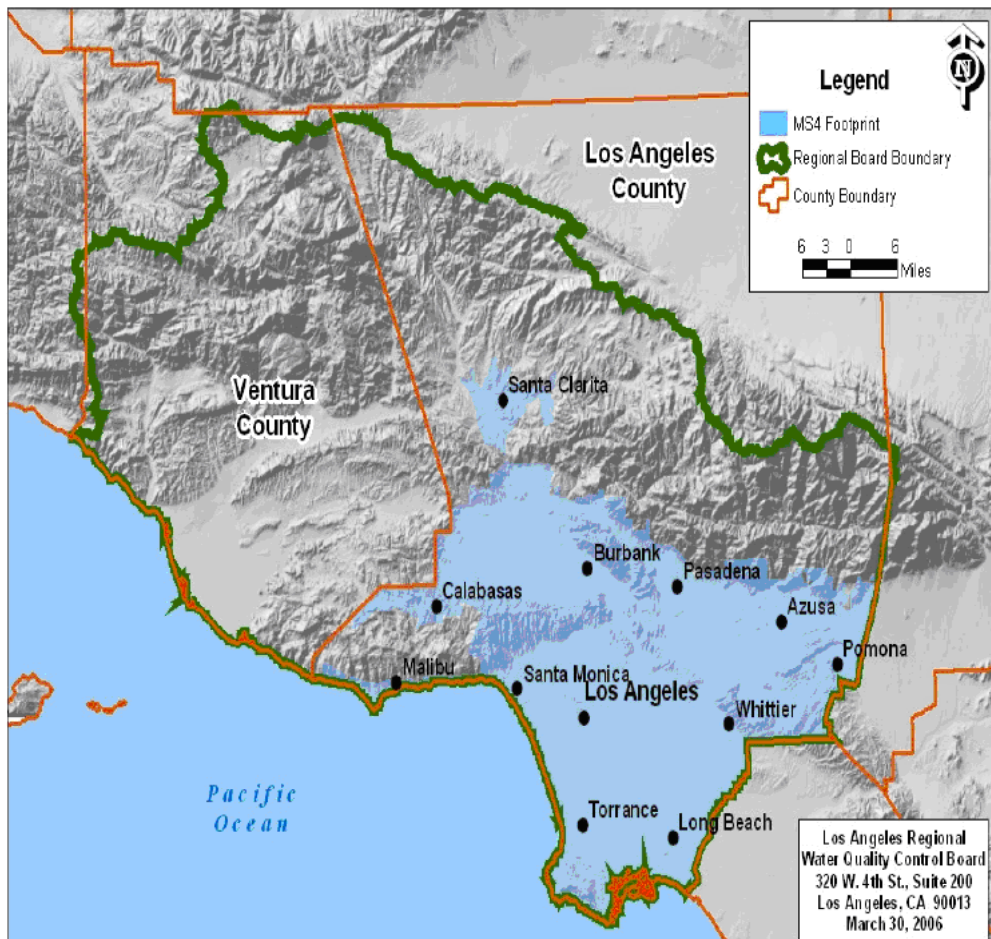 Legend
N
MS4 Footprint
Regional Board Boundary
County Boundary
6 3 0 6
Miles
Los Angeles
County
Ventura
County
Santa Clarita
Burbank
Pasadena
Calabasas
Azusa
Pomona
Malibu
Santa Monica
Los Angeles
Whittier
Pacific
Ocean
Torrance
Long Beach
Los Angeles Regional
Water Quality Control Board
320 W. 4th St., Suite 200
Los Angeles, CA 90013
March 30, 2006